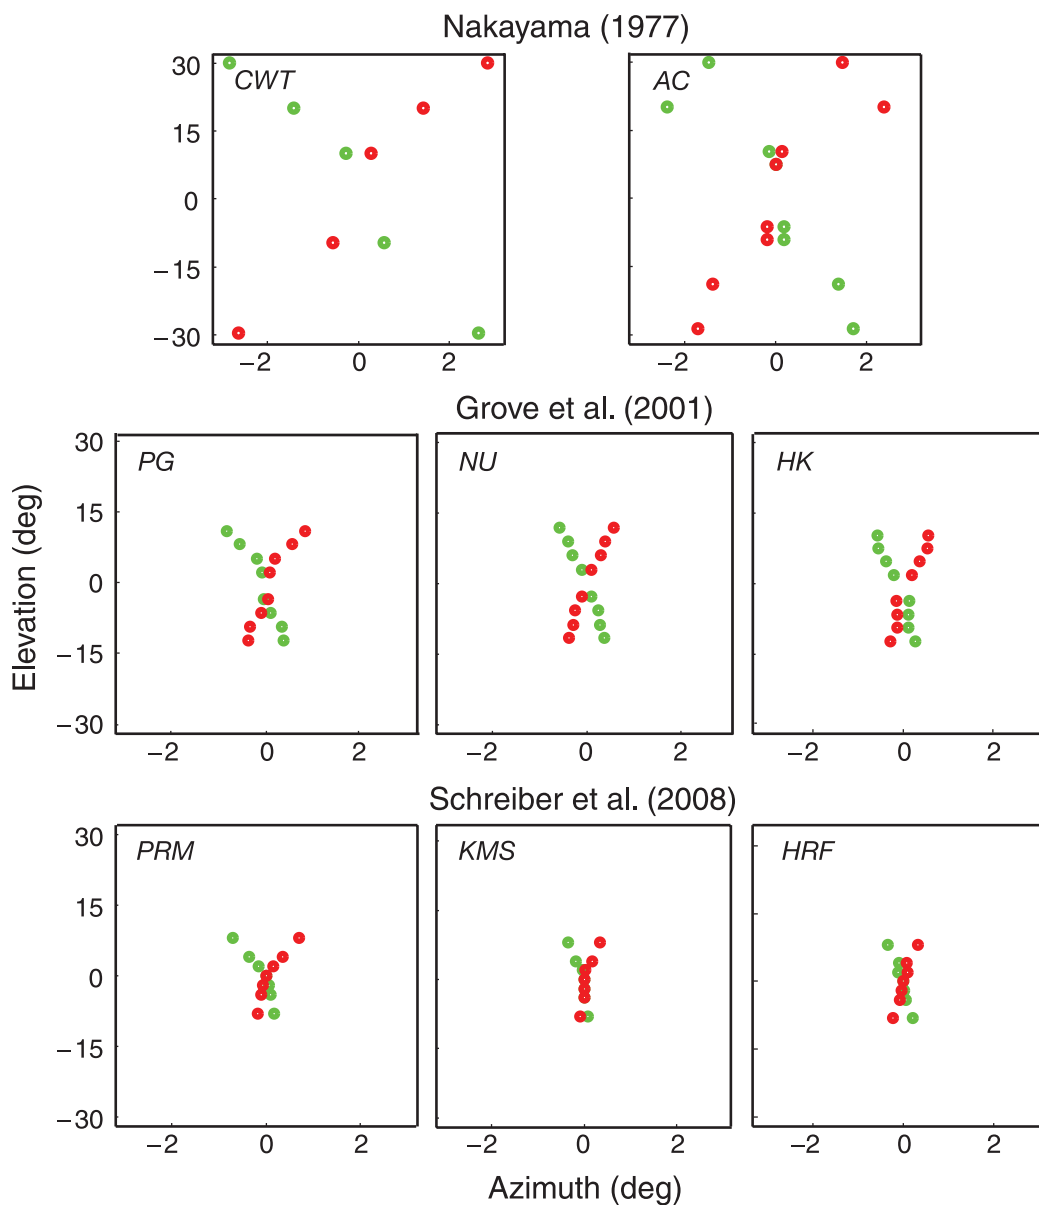 Nakayama (1977)
CWT
AC
30
15
0
−15
−30
−2 0 2
−2 0 2
Grove et al. (2001)
PG
NU
HK
30
15
0
−15
−30
−2 0 2
−2 0 2
−2 0 2
Elevation (deg)
Schreiber et al. (2008)
PRM
KMS
HRF
30
15
0
−15
−30
−2 0 2
−2 0 2
−2 0 2
Azimuth (deg)